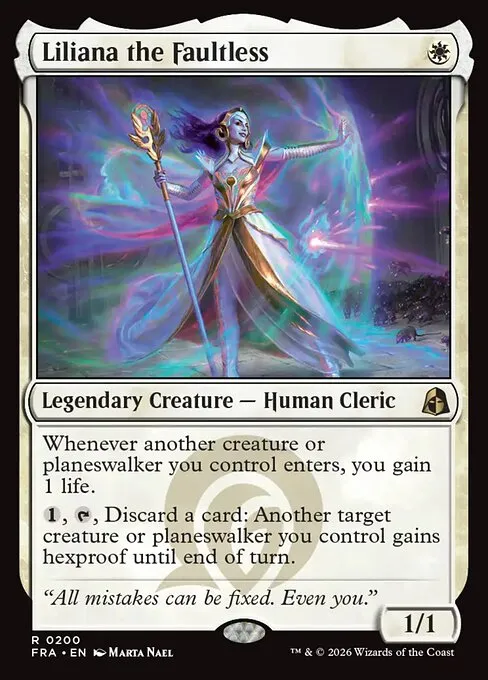 Liliana the Faultless
Legendary Creature — Human Cleric
Whenever another creature or
planeswalker you control enters, you gain
1 life.
1, T, Discard a card: Another target
creature or planeswalker you control gains
hexproof until end of turn.
“All mistakes can be fixed. Even you.”
1/1
R 0200
FRA • EN Marta Nael
™ & © 2026 Wizards of the Coast